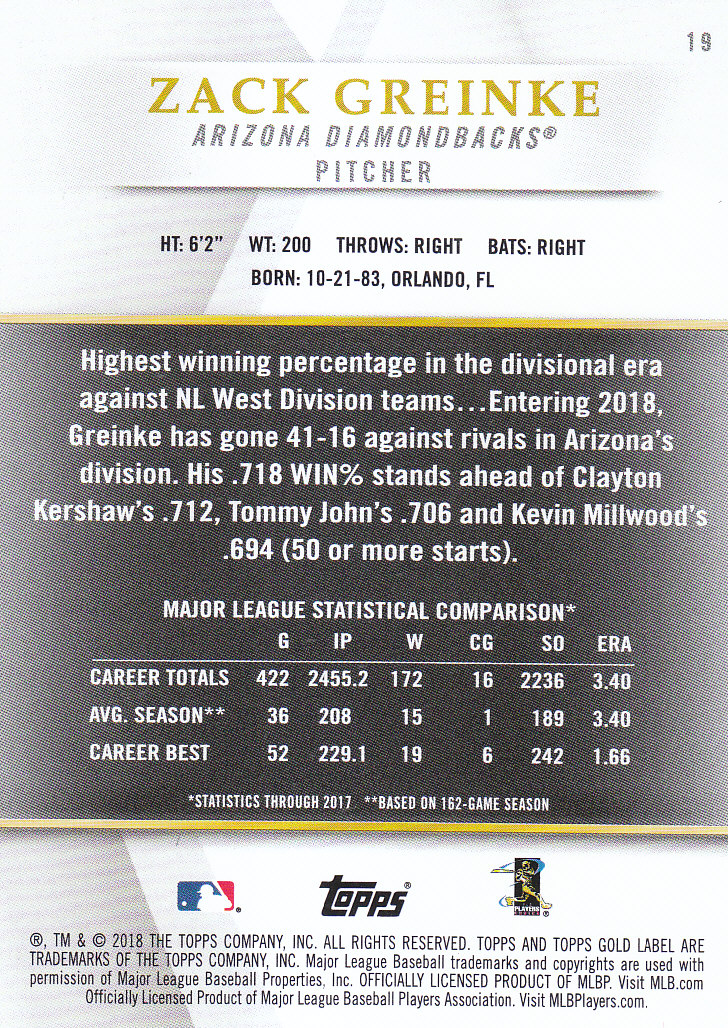 19
ZACK GREINKE
ARIZONA DIAMONDBACKS®
PITCHER
HT: 6'2" WT: 200 THROWS: RIGHT BATS: RIGHT
BORN: 10-21-83, ORLANDO, FL
Highest winning percentage in the divisional era
against NL West Division teams...Entering 2018,
Greinke has gone 41-16 against rivals in Arizona's
division. His .718 WIN% stands ahead of Clayton
Kershaw's .712, Tommy John's .706 and Kevin Millwood's
.694 (50 or more starts).
MAJOR LEAGUE STATISTICAL COMPARISON*
G IP W CG SO ERA
CAREER TOTALS 422 2455.2 172 16 2236 3.40
AVG. SEASON** 36 208 15 1 189 3.40
CAREER BEST 52 229.1 19 6 242 1.66
*STATISTICS THROUGH 2017 **BASED ON 162-GAME SEASON
topps®
PLAYERS
CHOICE ®
®, TM & © 2018 THE TOPPS COMPANY, INC. ALL RIGHTS RESERVED. TOPPS AND TOPPS GOLD LABEL ARE
TRADEMARKS OF THE TOPPS COMPANY, INC. Major League Baseball trademarks and copyrights are used with
permission of Major League Baseball Properties, Inc. OFFICIALLY LICENSED PRODUCT OF MLBP. Visit MLB.com
Officially Licensed Product of Major League Baseball Players Association. Visit MLBPlayers.com.